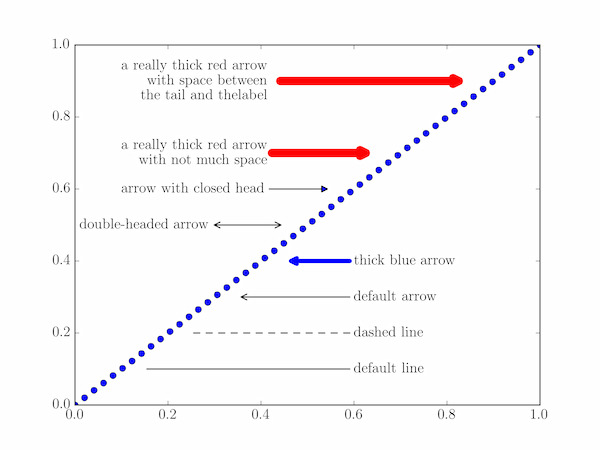 1.0
a really thick red arrow
with space between
the tail and thelabel
0.8
a really thick red arrow
with not much space
0.6
arrow with closed head
double-headed arrow
0.4
thick blue arrow
default arrow
0.2
dashed line
default line
0.0
0.0 0.2 0.4 0.6 0.8 1.0